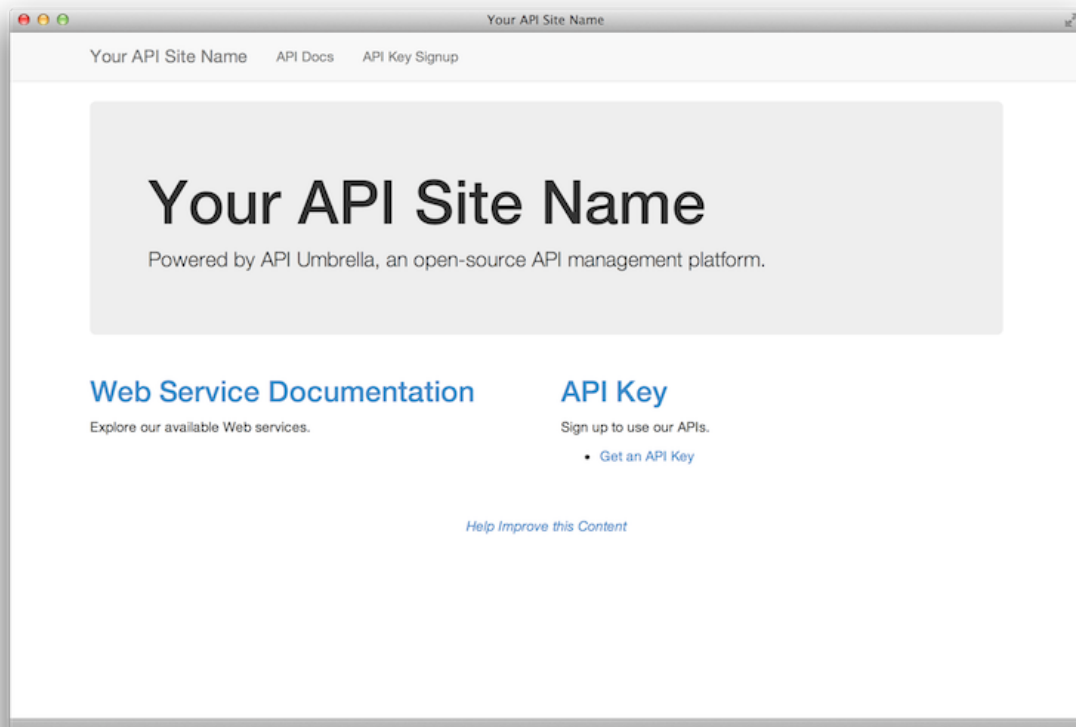 Your API Site Name
Your API Site Name API Docs API Key Signup
Your API Site Name
Powered by API Umbrella, an open-source API management platform.
Web Service Documentation
Explore our available Web services.
API Key
Sign up to use our APIs.
• Get an API Key
Help Improve this Content